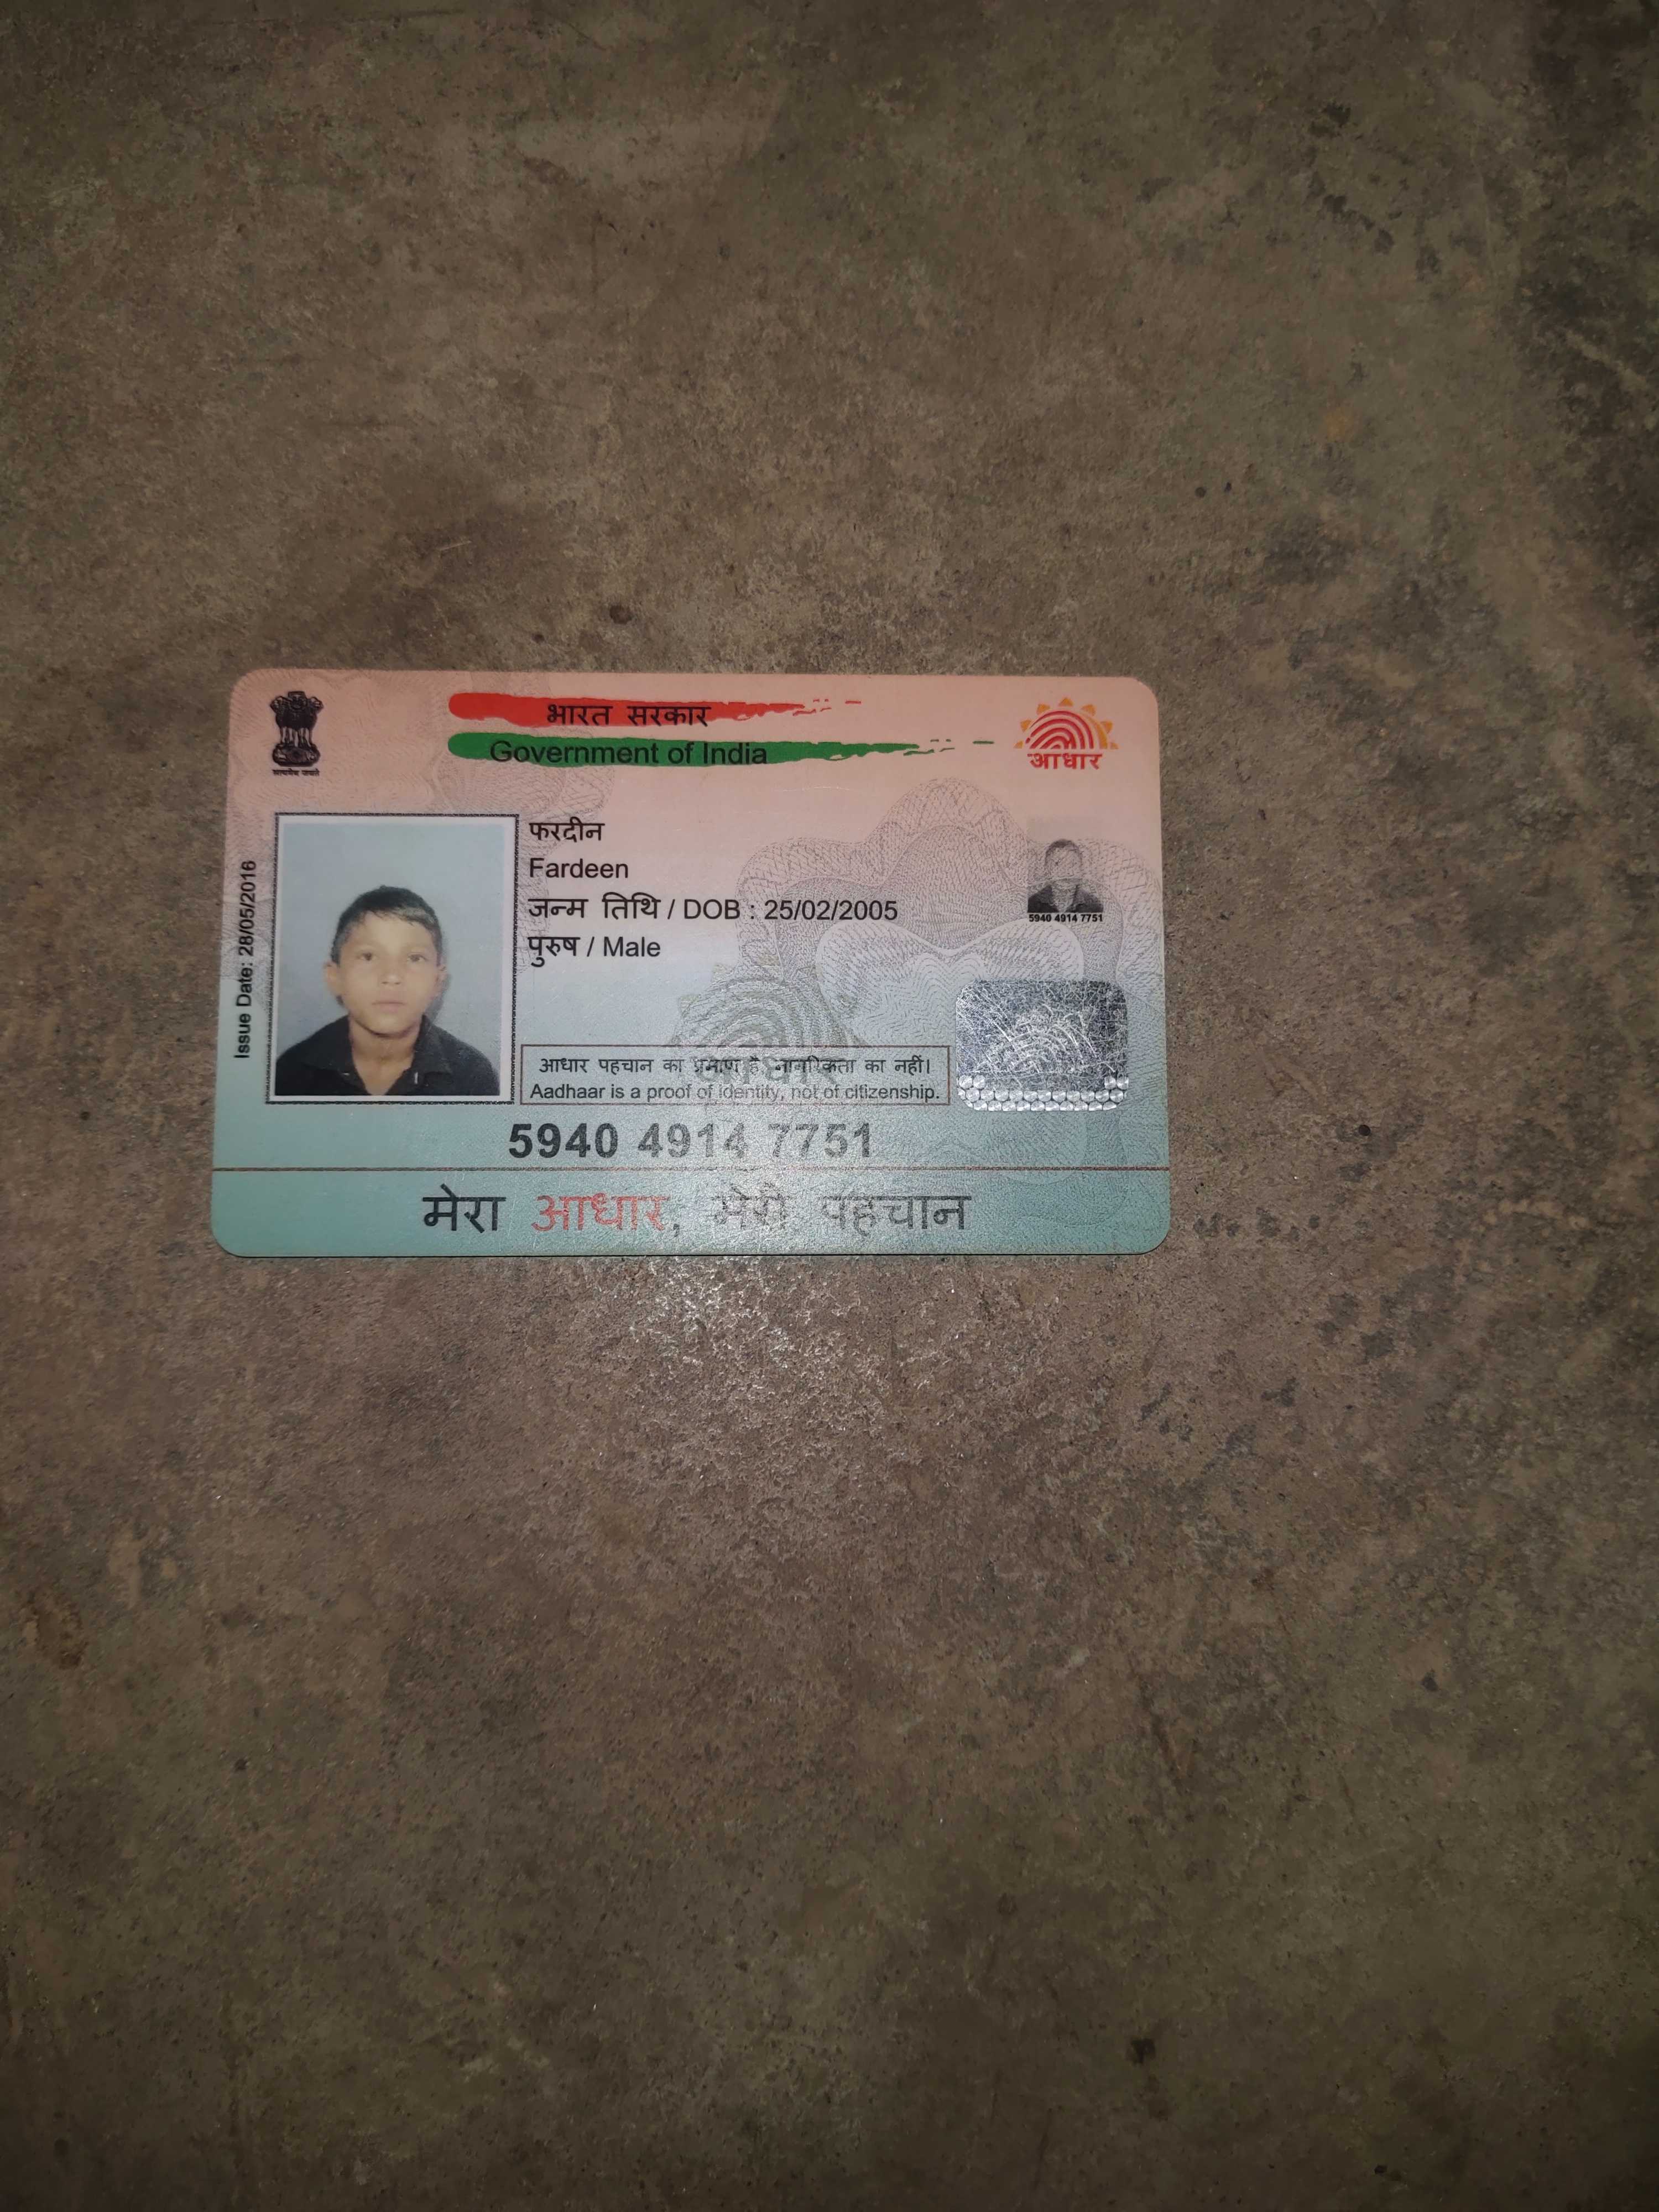 भारत सरकार
Government of India
आधार
सत्यमेव जयते
Issue Date: 28/05/2016
फरदीन
Fardeen
जन्म तिथि / DOB : 25/02/2005
पुरुष / Male
5940 4914 7751
आधार पहचान का प्रमाण है, नागरिकता का नहीं।
Aadhaar is a proof of identity, not of citizenship.
5940 4914 7751
मेरा आधार, मेरी पहचान